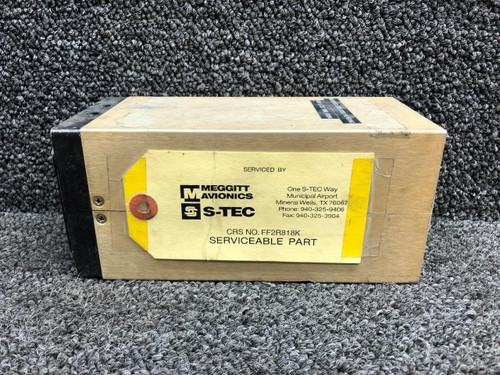 SERVICED BY
MEGGITT
AVIONICS
S-TEC
One S-TEC Way
Municipal Airport
Mineral Wells, TX 76067
Phone: 940-325-9406
Fax: 940-325-3904
CRS NO. FF2R818K
SERVICEABLE PART